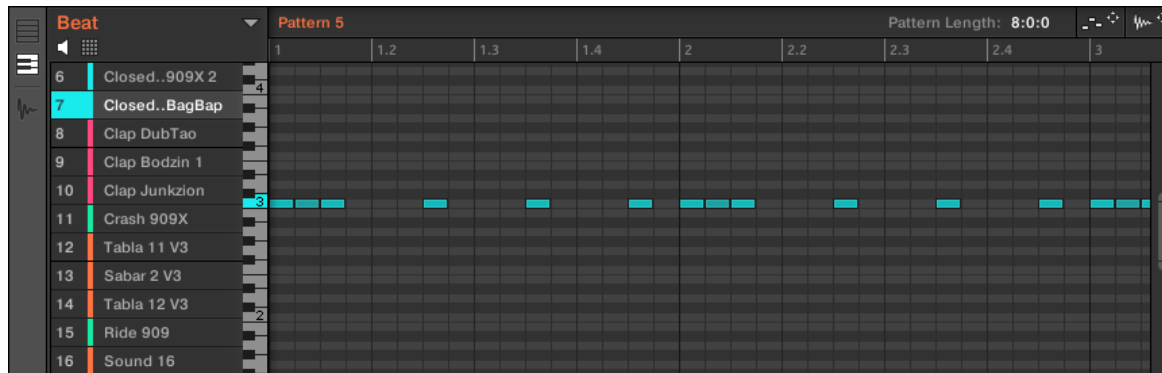 Beat Pattern 5 Pattern Length: 8:0:0
1 1.2 1.3 1.4 2 2.2 2.3 2.4 3
6 Closed..909X 2
4
7 Closed..BagBap
8 Clap DubTao
9 Clap Bodzin 1
10 Clap Junkzion
3
11 Crash 909X
12 Tabla 11 V3
13 Sabar 2 V3
14 Tabla 12 V3
2
15 Ride 909
16 Sound 16